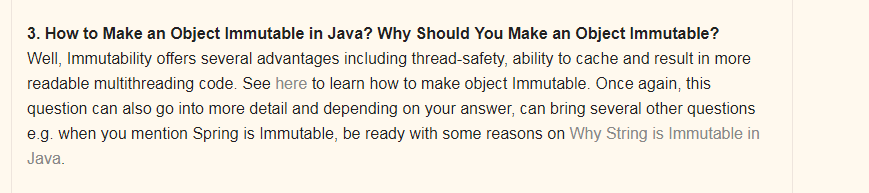 3. How to Make an Object Immutable in Java? Why Should You Make an Object Immutable?
Well, Immutability offers several advantages including thread-safety, ability to cache and result in more
readable multithreading code. See here to learn how to make object Immutable. Once again, this
question can also go into more detail and depending on your answer, can bring several other questions
e.g. when you mention Spring is Immutable, be ready with some reasons on Why String is Immutable in
Java.